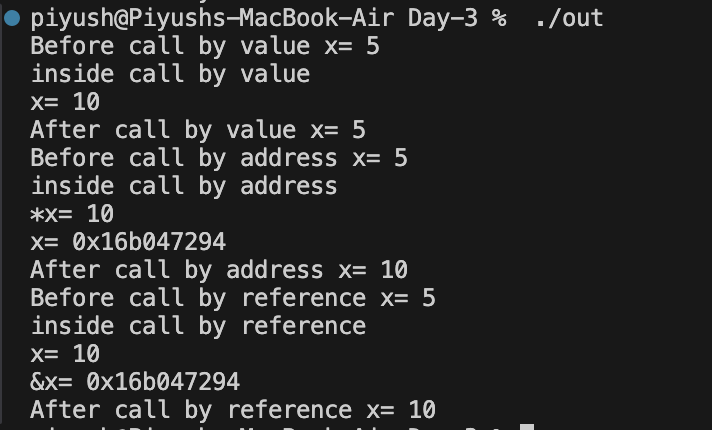 piyush@Piyushs-MacBook-Air Day-3 %  ./out
Before call by value x= 5
inside call by value
x= 10
After call by value x= 5
Before call by address x= 5
inside call by address
*x= 10
x= 0x16b047294
After call by address x= 10
Before call by reference x= 5
inside call by reference
x= 10
&x= 0x16b047294
After call by reference x= 10